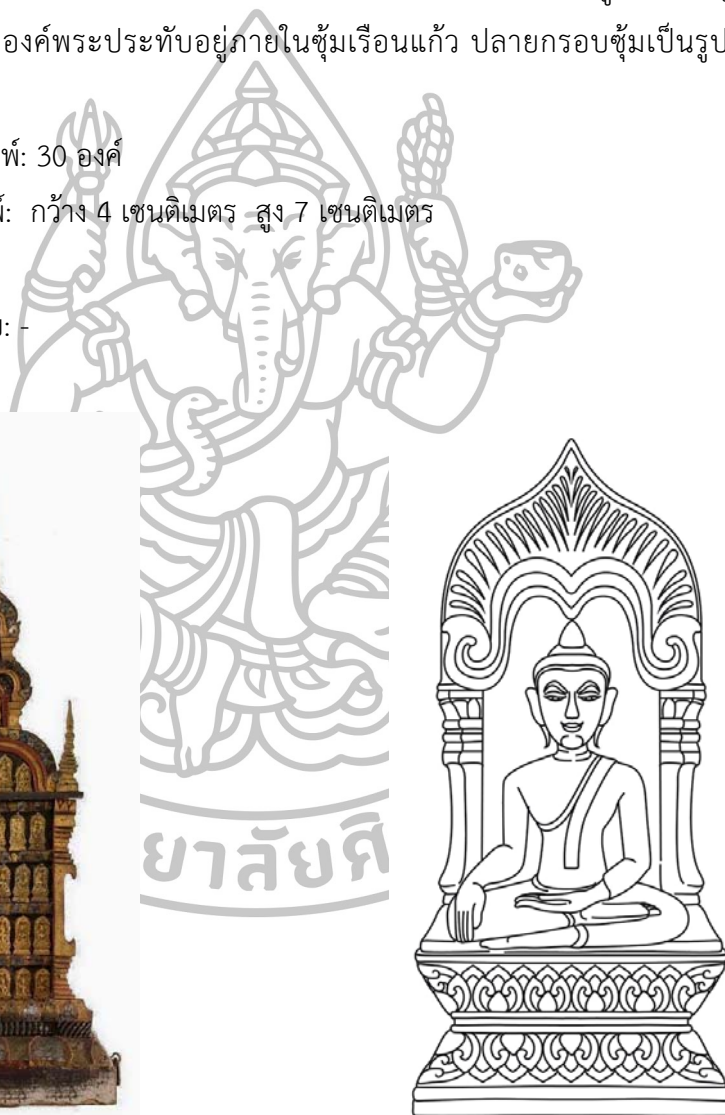 องค์พระประทับอยู่ภายในซุ้มเรือนแก้ว ปลายกรอบซุ้มเป็นรูป
พ์: 30 องค์
กว้าง 4 เซนติเมตร สูง 7 เซนติเมตร
: -
ยาลัยศิ